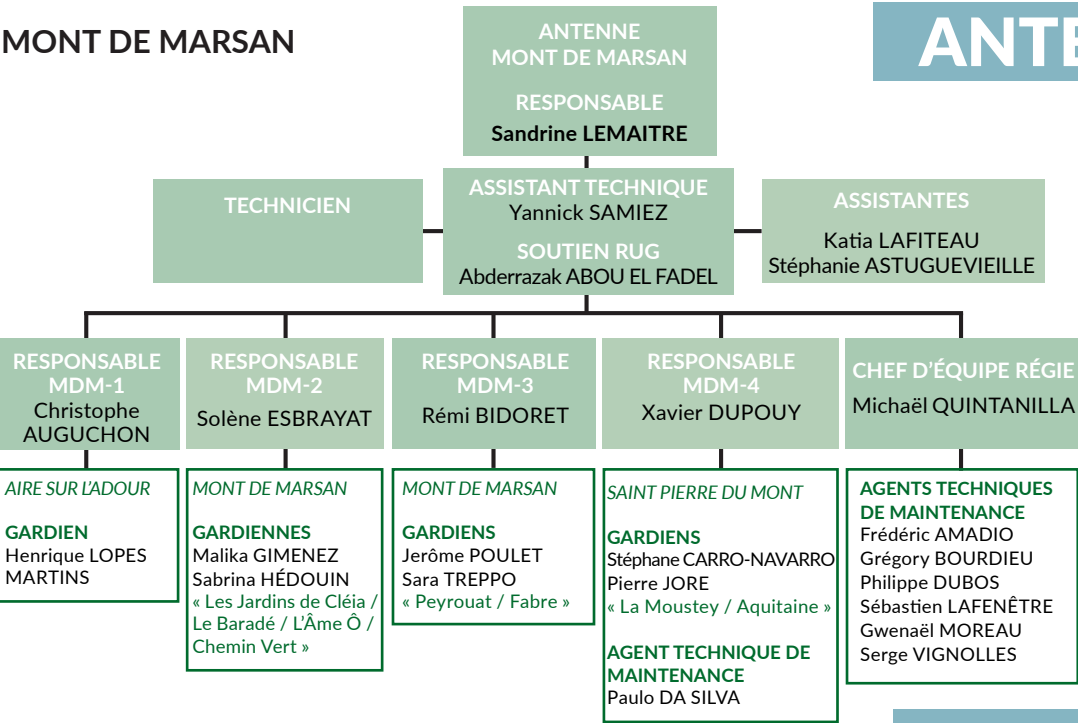 MONT DE MARSAN
ANTENNE
MONT DE MARSAN
RESPONSABLE
Sandrine LEMAITRE
TECHNICIEN
ASSISTANT TECHNIQUE
Yannick SAMIEZ
SOUTIEN RUG
Abderrazak ABOU EL FADEL
ASSISTANTES
Katia LAFITEAU
Stéphanie ASTUGUEVIEILLE
RESPONSABLE
MDM-1
Christophe
AUGUCHON
AIRE SUR L'ADOUR
GARDIEN
Henrique LOPES
MARTINS
RESPONSABLE
MDM-2
Solène ESBRAYAT
MONT DE MARSAN
GARDIENNES
Malika GIMENEZ
Sabrina HÉDOUIN
« Les Jardins de Cléia /
Le Baradé / L'Âme Ô /
Chemin Vert »
RESPONSABLE
MDM-3
Rémi BIDORET
MONT DE MARSAN
GARDIENS
Jerôme POULET
Sara TREPPO
« Peyrouat / Fabre »
RESPONSABLE
MDM-4
Xavier DUPOUY
SAINT PIERRE DU MONT
GARDIENS
Stéphane CARRO-NAVARRO
Pierre JORE
« La Moustey / Aquitaine »
AGENT TECHNIQUE DE
MAINTENANCE
Paulo DA SILVA
CHEF D'ÉQUIPE RÉGIE
Michaël QUINTANILLA
AGENTS TECHNIQUES
DE MAINTENANCE
Frédéric AMADIO
Grégory BOURDIEU
Philippe DUBOS
Sébastien LAFENÊTRE
Gwenaël MOREAU
Serge VIGNOLLES